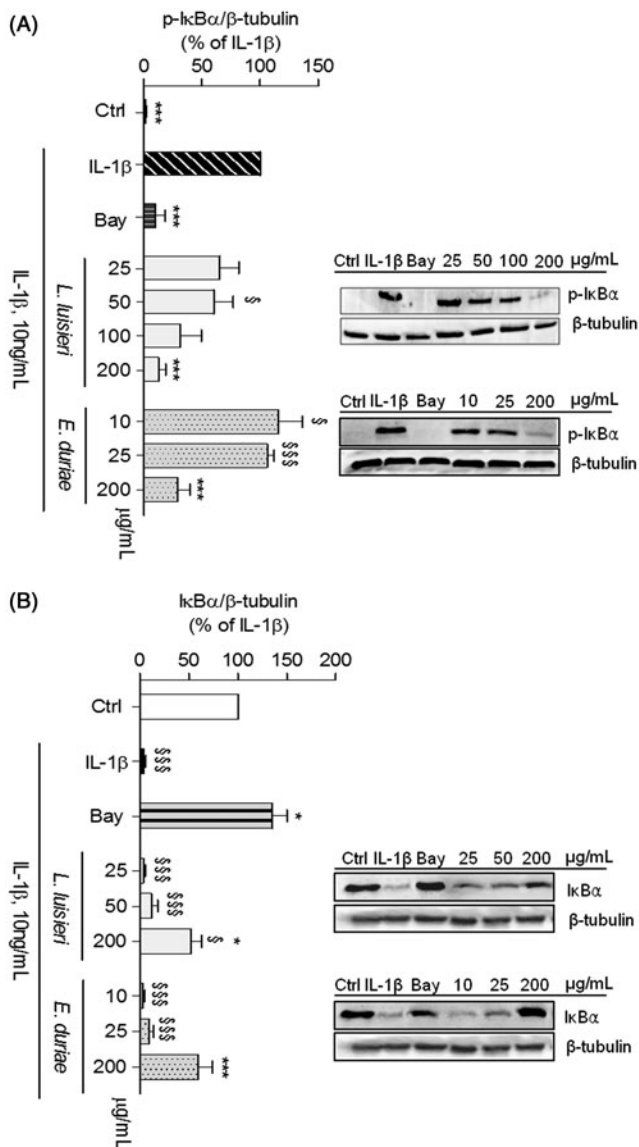 (A)
p-IκBα/β-tubulin
(% of IL-1β)
0 50 100 150
Ctrl ***
IL-1β
Bay ***
25
50 §
100
200 ***
10 §
25 §§§
200 ***
μg/mL
L. luisieri
E. duriae
IL-1β, 10ng/mL
Ctrl IL-1β Bay 25 50 100 200 μg/mL
p-IκBα
β-tubulin
Ctrl IL-1β Bay 10 25 200 μg/mL
p-IκBα
β-tubulin
(B)
IκBα/β-tubulin
(% of IL-1β)
0 50 100 150 200
Ctrl
IL-1β §§§
Bay *
25 §§§
50 §§§
200 § *
10 §§§
25 §§§
200 ***
μg/mL
L. luisieri
E. duriae
IL-1β, 10ng/mL
Ctrl IL-1β Bay 25 50 200 μg/mL
IκBα
β-tubulin
Ctrl IL-1β Bay 10 25 200 μg/mL
IκBα
β-tubulin